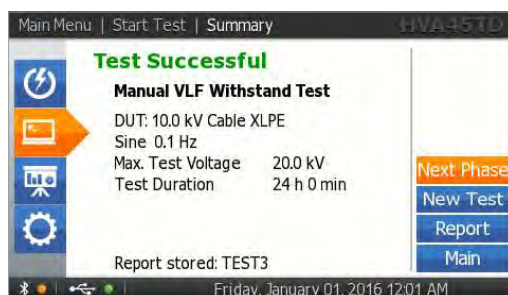 Main Menu | Start Test | Summary HVA45TD
Test Successful
Manual VLF Withstand Test
DUT: 10.0 kV Cable XLPE
Sine 0.1 Hz
Max. Test Voltage 20.0 kV
Test Duration 24 h 0 min
Report stored: TEST3
Next Phase
New Test
Report
Main
Friday, January 01, 2016 12:01 AM